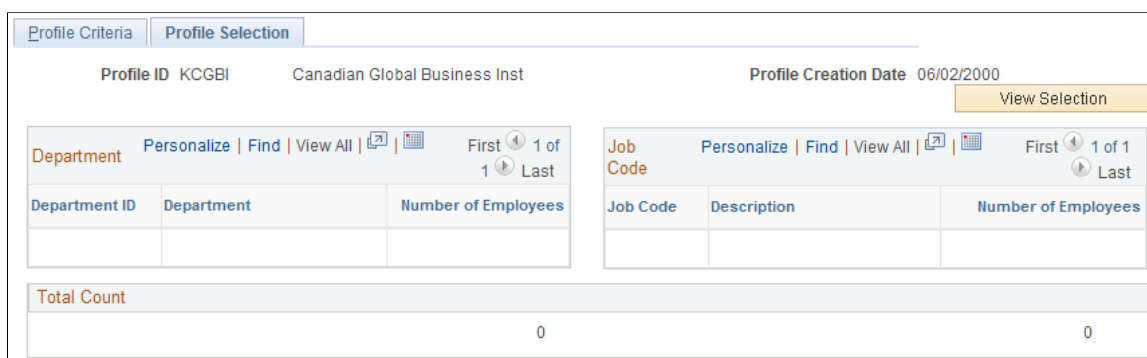 Profile Criteria
Profile Selection
Profile ID KCGBI Canadian Global Business Inst Profile Creation Date 06/02/2000
View Selection
Department Personalize | Find | View All | | First 1 of 1 Last
Department ID Department Number of Employees
Job Code Personalize | Find | View All | | First 1 of 1 Last
Job Code Description Number of Employees
Total Count
0 0